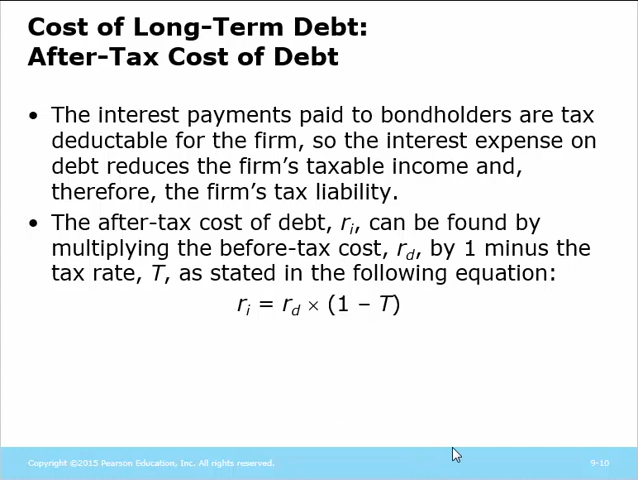 Cost of Long-Term Debt:
After-Tax Cost of Debt
• The interest payments paid to bondholders are tax
deductable for the firm, so the interest expense on
debt reduces the firm's taxable income and,
therefore, the firm's tax liability.
• The after-tax cost of debt, rᵢ, can be found by
multiplying the before-tax cost, r_d, by 1 minus the
tax rate, T, as stated in the following equation:
rᵢ = r_d × (1 – T)
Copyright ©2015 Pearson Education, Inc. All rights reserved.
9-10